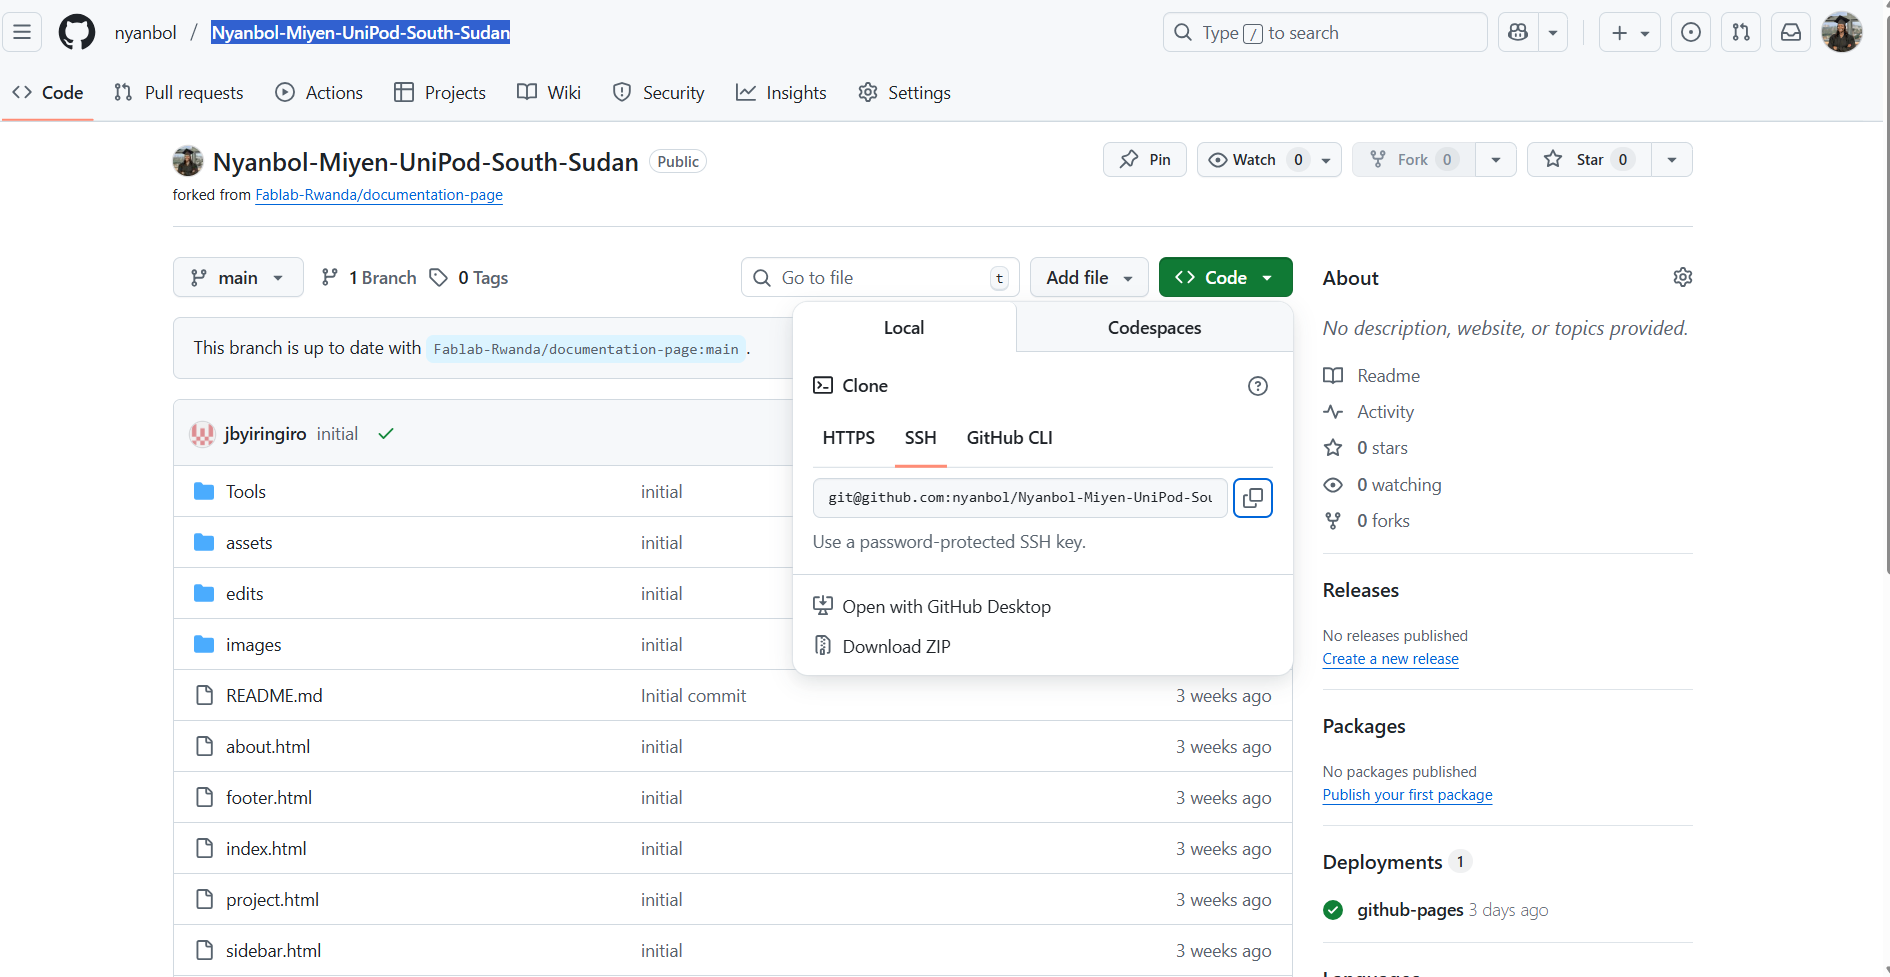 nyanbol / Nyanbol-Miyen-UniPod-South-Sudan
Type / to search
Code
Pull requests
Actions
Projects
Wiki
Security
Insights
Settings
Nyanbol-Miyen-UniPod-South-Sudan Public
forked from Fablab-Rwanda/documentation-page
Pin
Watch 0
Fork 0
Star 0
main
1 Branch
0 Tags
Go to file t
Add file
Code
This branch is up to date with Fablab-Rwanda/documentation-page:main .
Local
Codespaces
Clone
HTTPS
SSH
GitHub CLI
git@github.com:nyanbol/Nyanbol-Miyen-UniPod-Sou
Use a password-protected SSH key.
Open with GitHub Desktop
Download ZIP
jbyiringiro initial
Tools initial
assets initial
edits initial
images initial
README.md Initial commit 3 weeks ago
about.html initial 3 weeks ago
footer.html initial 3 weeks ago
index.html initial 3 weeks ago
project.html initial 3 weeks ago
sidebar.html initial 3 weeks ago
About
No description, website, or topics provided.
Readme
Activity
0 stars
0 watching
0 forks
Releases
No releases published
Create a new release
Packages
No packages published
Publish your first package
Deployments 1
github-pages 3 days ago